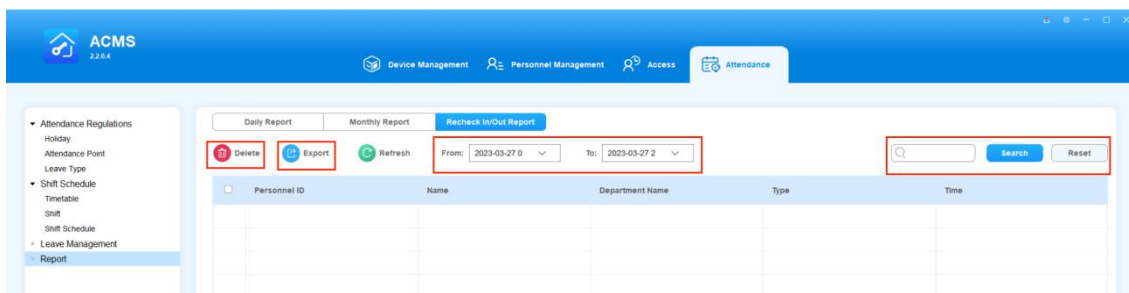 ACMS
2.2.0.4
Device Management Personnel Management Access Attendance
Attendance Regulations
Holiday
Attendance Point
Leave Type
Shift Schedule
Timetable
Shift
Shift Schedule
Leave Management
Report
Daily Report Monthly Report Recheck In/Out Report
Delete Export Refresh From: 2023-03-27 0 To: 2023-03-27 2 Search Reset
Personnel ID Name Department Name Type Time